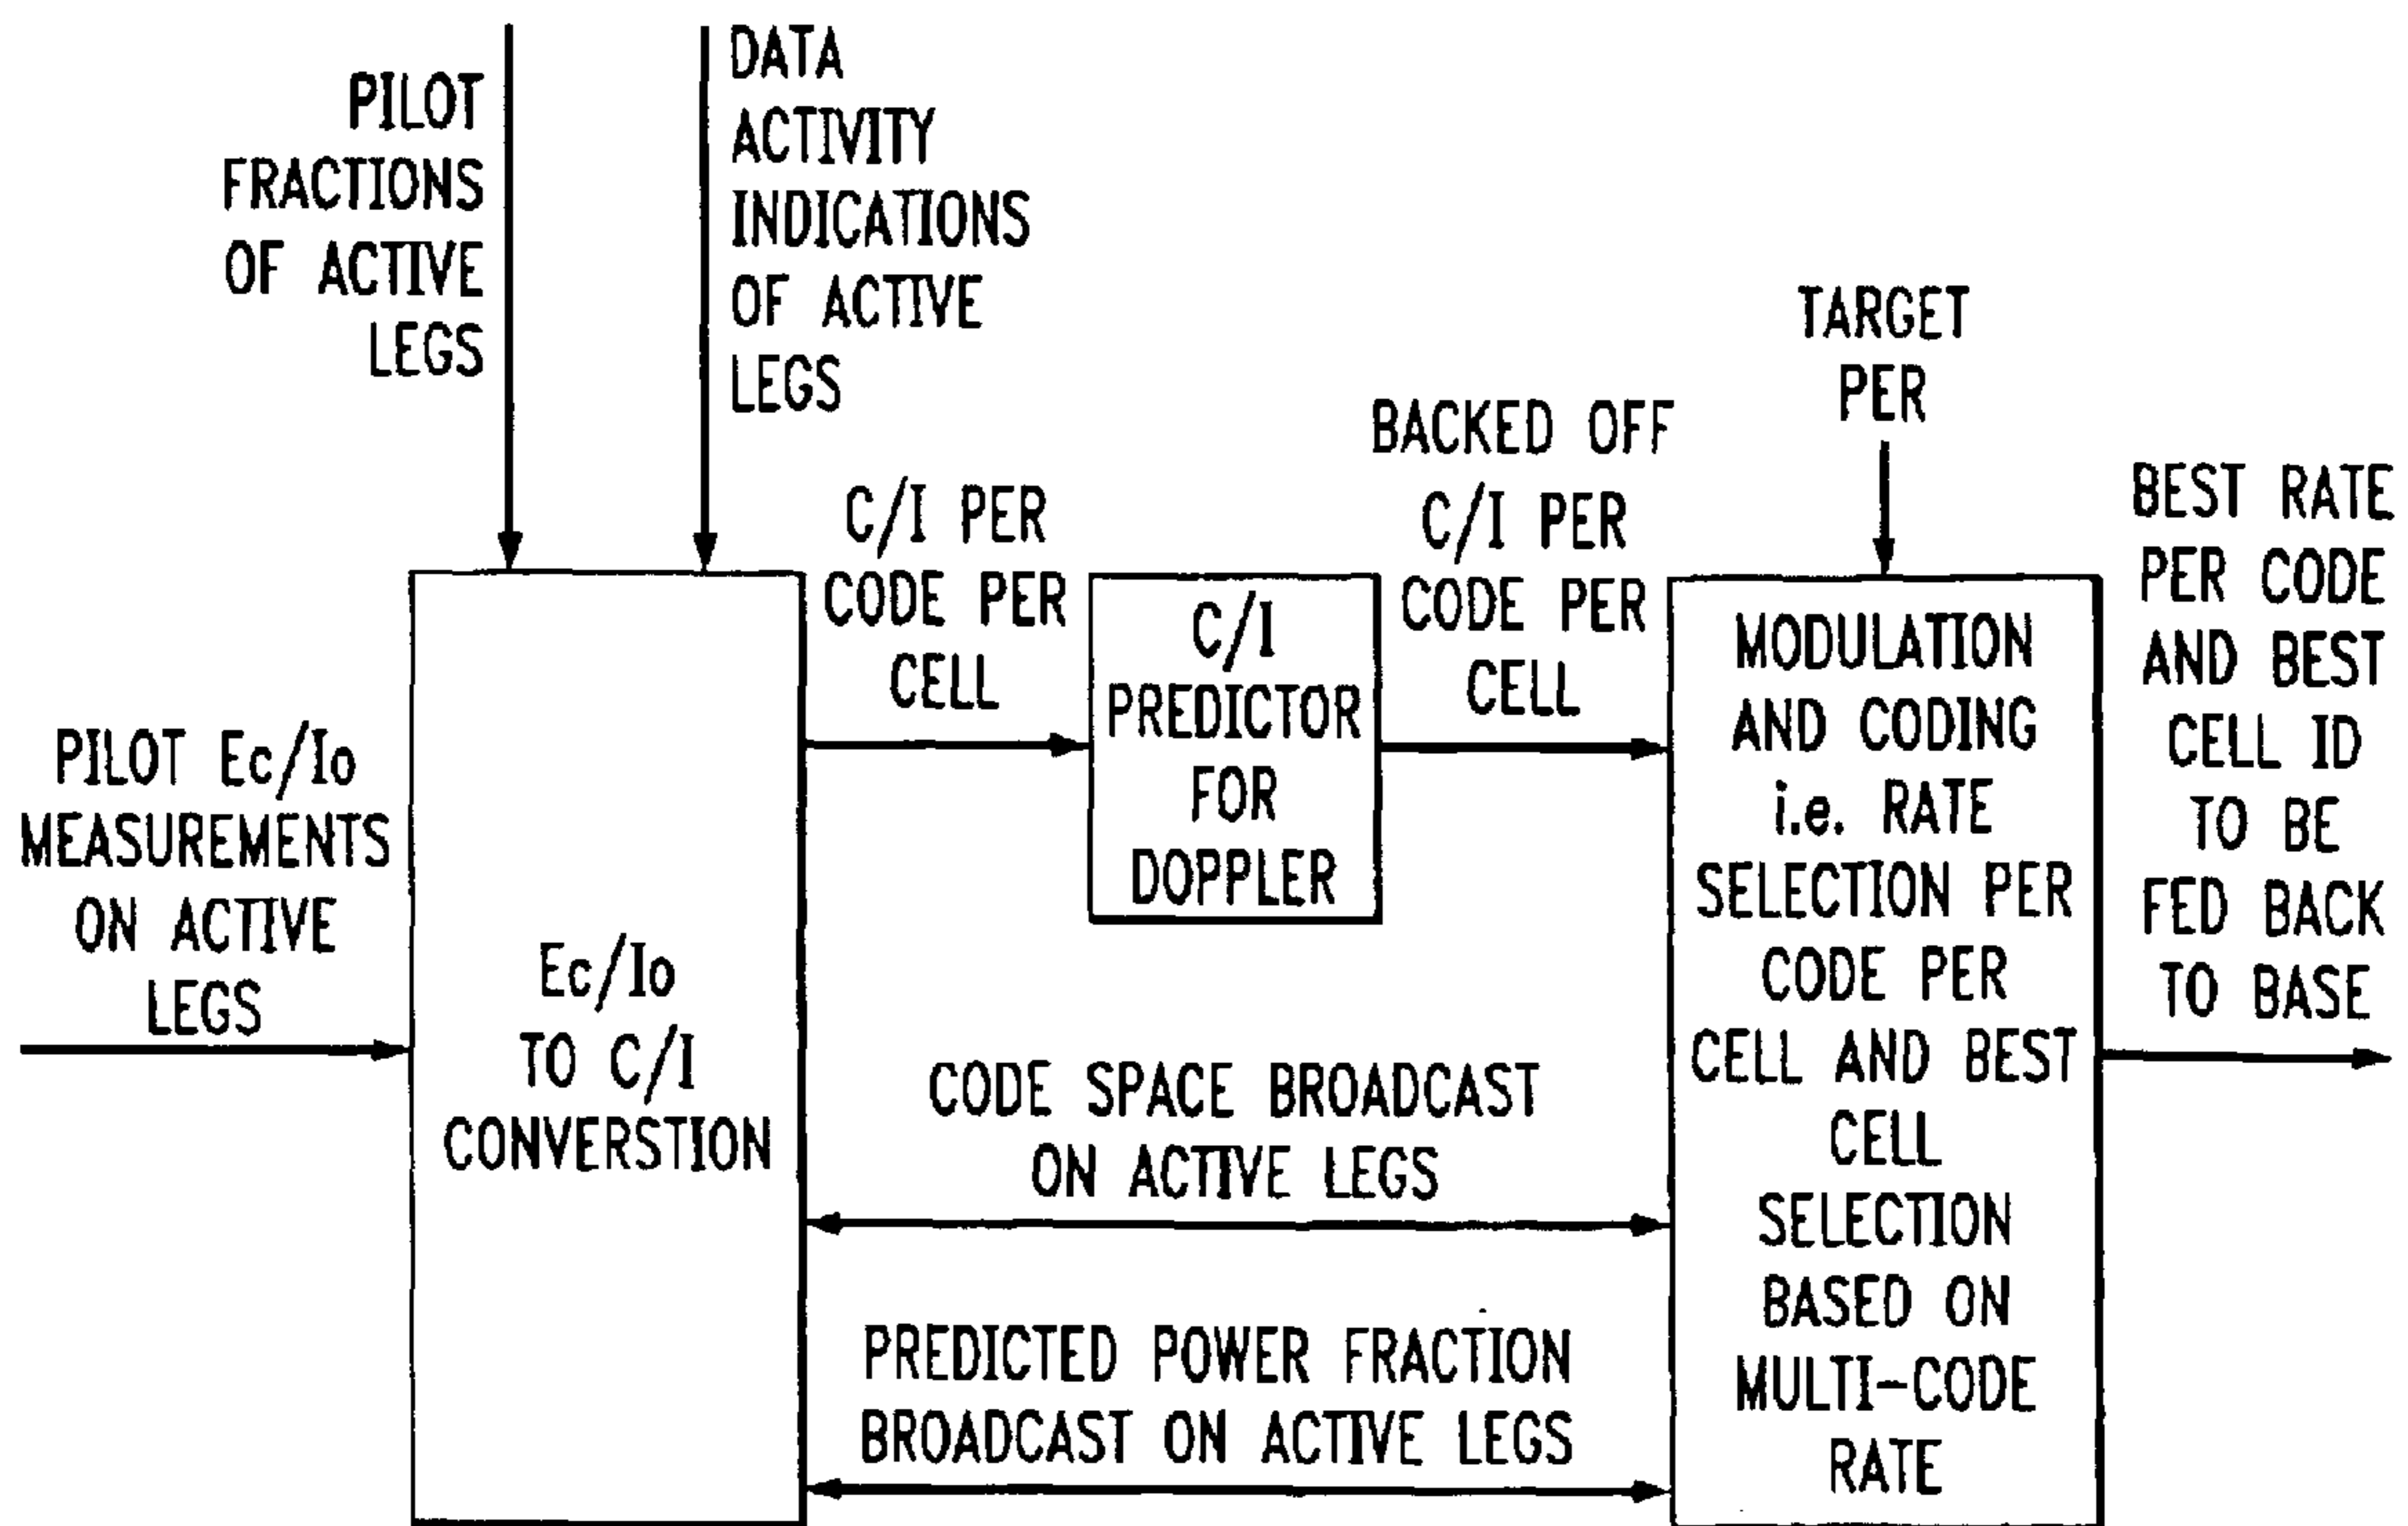 PILOT
FRACTIONS
OF ACTIVE
LEGS
DATA
ACTIVITY
INDICATIONS
OF ACTIVE
LEGS
TARGET
PER
PILOT Ec/Io
MEASUREMENTS
ON ACTIVE
LEGS
Ec/Io
TO C/I
CONVERSTION
C/I PER
CODE PER
CELL
C/I
PREDICTOR
FOR
DOPPLER
BACKED OFF
C/I PER
CODE PER
CELL
CODE SPACE BROADCAST
ON ACTIVE LEGS
PREDICTED POWER FRACTION
BROADCAST ON ACTIVE LEGS
MODULATION
AND CODING
i.e. RATE
SELECTION PER
CODE PER
CELL AND BEST
CELL
SELECTION
BASED ON
MULTI-CODE
RATE
BEST RATE
PER CODE
AND BEST
CELL ID
TO BE
FED BACK
TO BASE